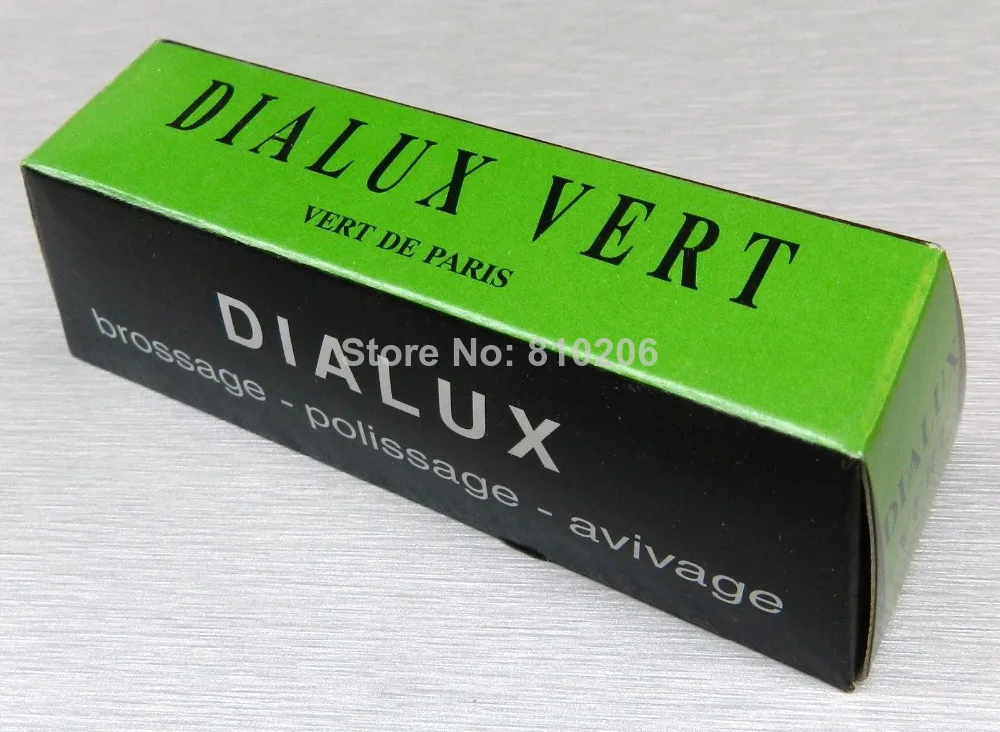 DIALUX VERT
VERT DE PARIS
DIALUX
brossage - polissage - avivage
Store No: 810206
DIALUX